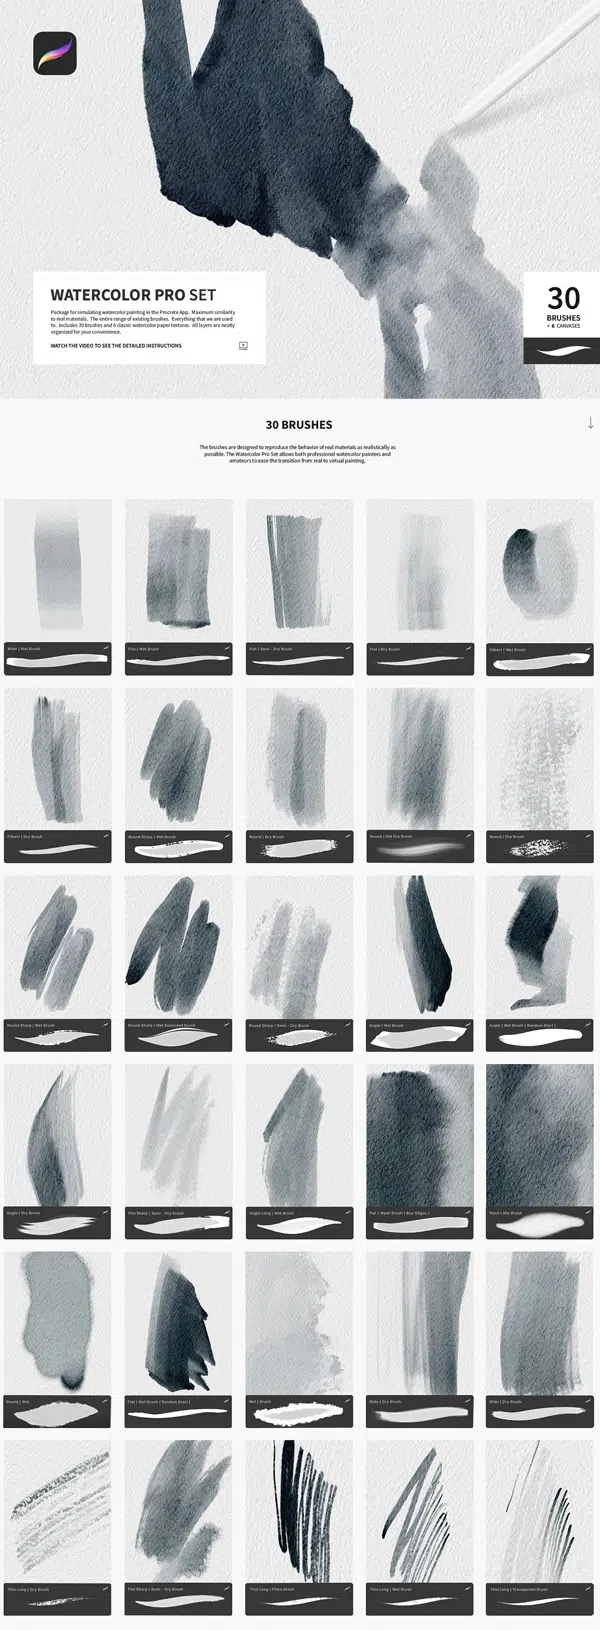 WATERCOLOR PRO SET
Package for simulating watercolor painting in the Procreate App. Maximum similarity
to real materials. The entire range of existing brushes. Everything that we are used
to. Includes 30 brushes and 6 classic watercolor paper textures. All layers are neatly
organized for your convenience.
WATCH THE VIDEO TO SEE THE DETAILED INSTRUCTIONS
30
BRUSHES
+ 6 CANVASES
30 BRUSHES
The brushes are designed to reproduce the behavior of real materials as realistically as
possible. The Watercolor Pro Set allows both professional watercolor painters and
amateurs to ease the transition from real to virtual painting.
Wide | Wet Brush
Flat | Wet Brush
Flat | Semi - Dry Brush
Flat | Dry Brush
Filbert | Wet Brush
Filbert | Dry Brush
Round Sharp | Wet Brush
Round | Dry Brush
Round | Old Dry Brush
Round | Dry Brush
Round Sharp | Wet Brush
Round Sharp | Wet Saturated Brush
Round Sharp | Semi - Dry Brush
Angle | Wet Brush
Angle | Wet Brush ( Random Start )
Angle | Dry Brush
Flat Sharp | Semi - Dry Brush
Angle Long | Wet Brush
Flat | Wash Brush ( Blur Edges )
Wash | Mix Brush
Round | Wet
Flat | Wet Brush ( Random Start )
Wet | Brush
Wide | Dry Brush
Wide | Dry Brush
Thin Long | Dry Brush
Flat Sharp | Semi - Dry Brush
Thin Long | Filled Brush
Thin Long | Wet Brush
Thin Long | Transparent Brush